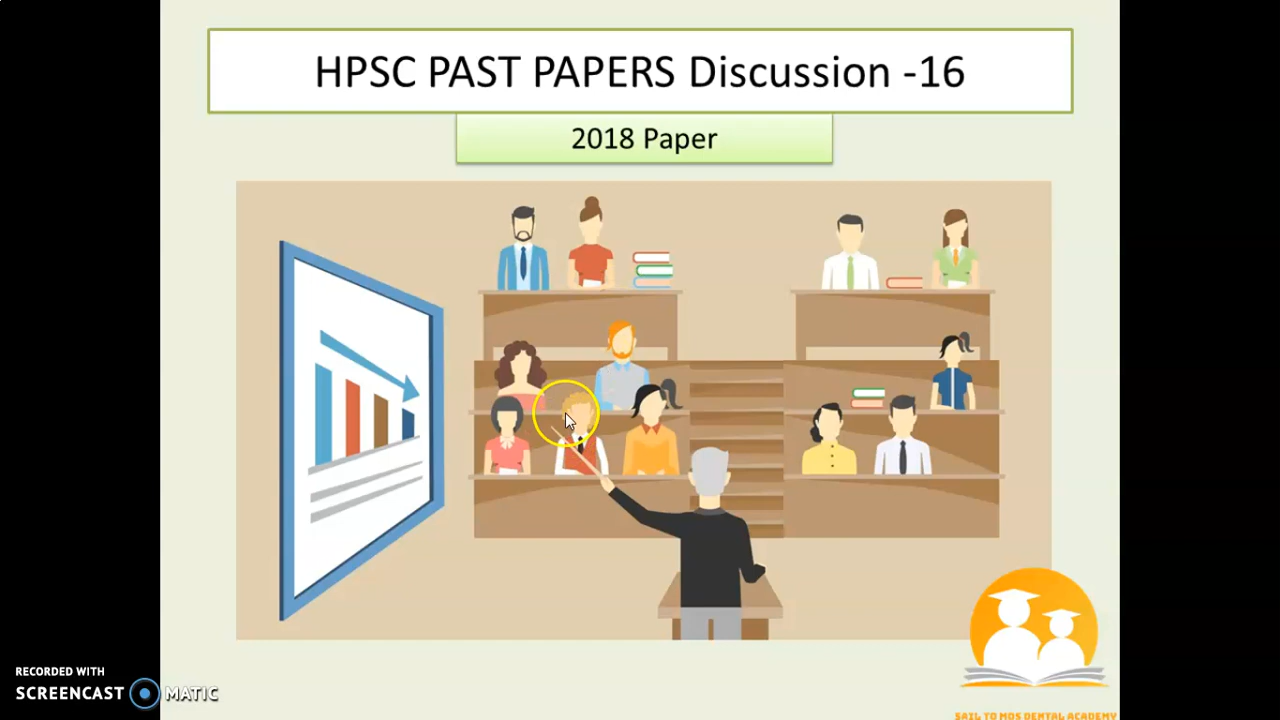 HPSC PAST PAPERS Discussion -16
2018 Paper
RECORDED WITH
SCREENCAST MATIC
SAIL TO MDS DENTAL ACADEMY